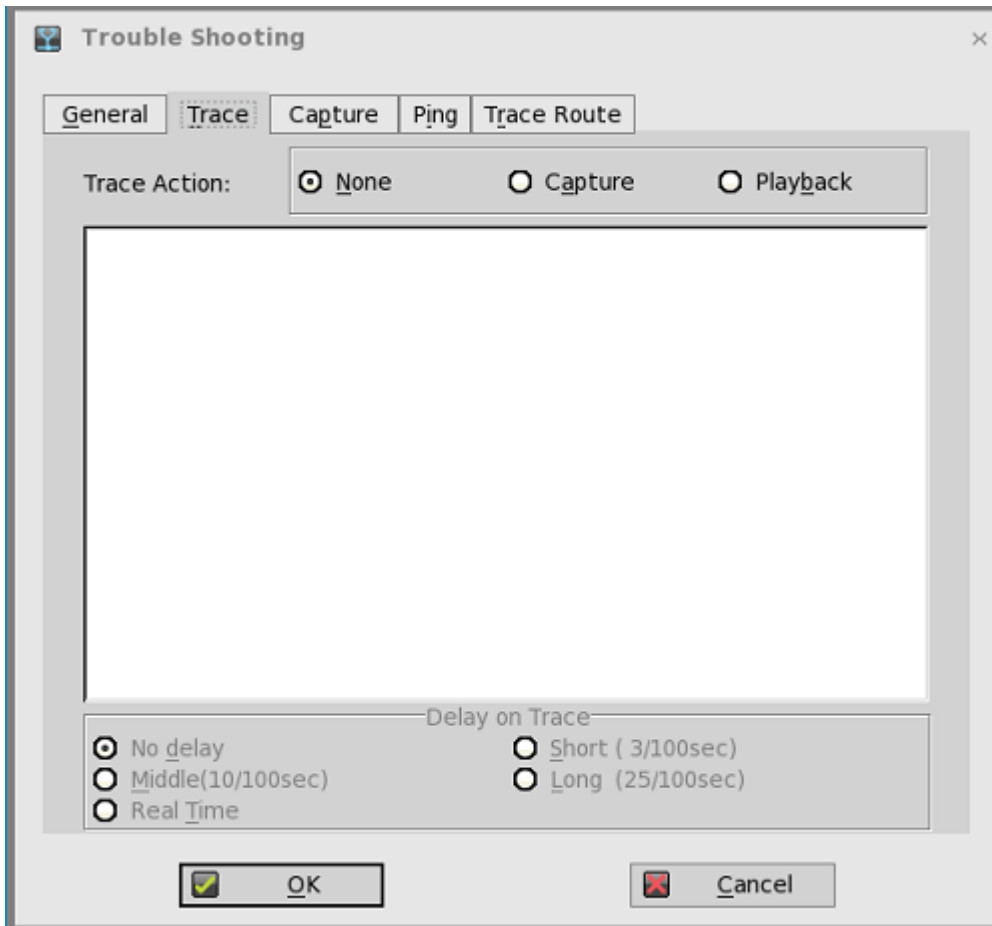 Trouble Shooting
General Trace Capture Ping Trace Route
Trace Action: None Capture Playback
Delay on Trace
No delay Short ( 3/100sec)
Middle(10/100sec) Long (25/100sec)
Real Time
OK Cancel